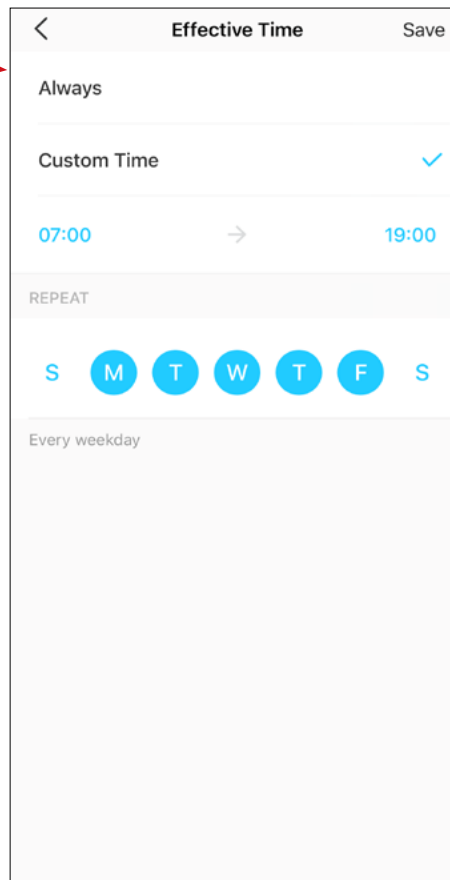 Effective Time Save
Always
Custom Time
07:00 19:00
REPEAT
S M T W T F S
Every weekday